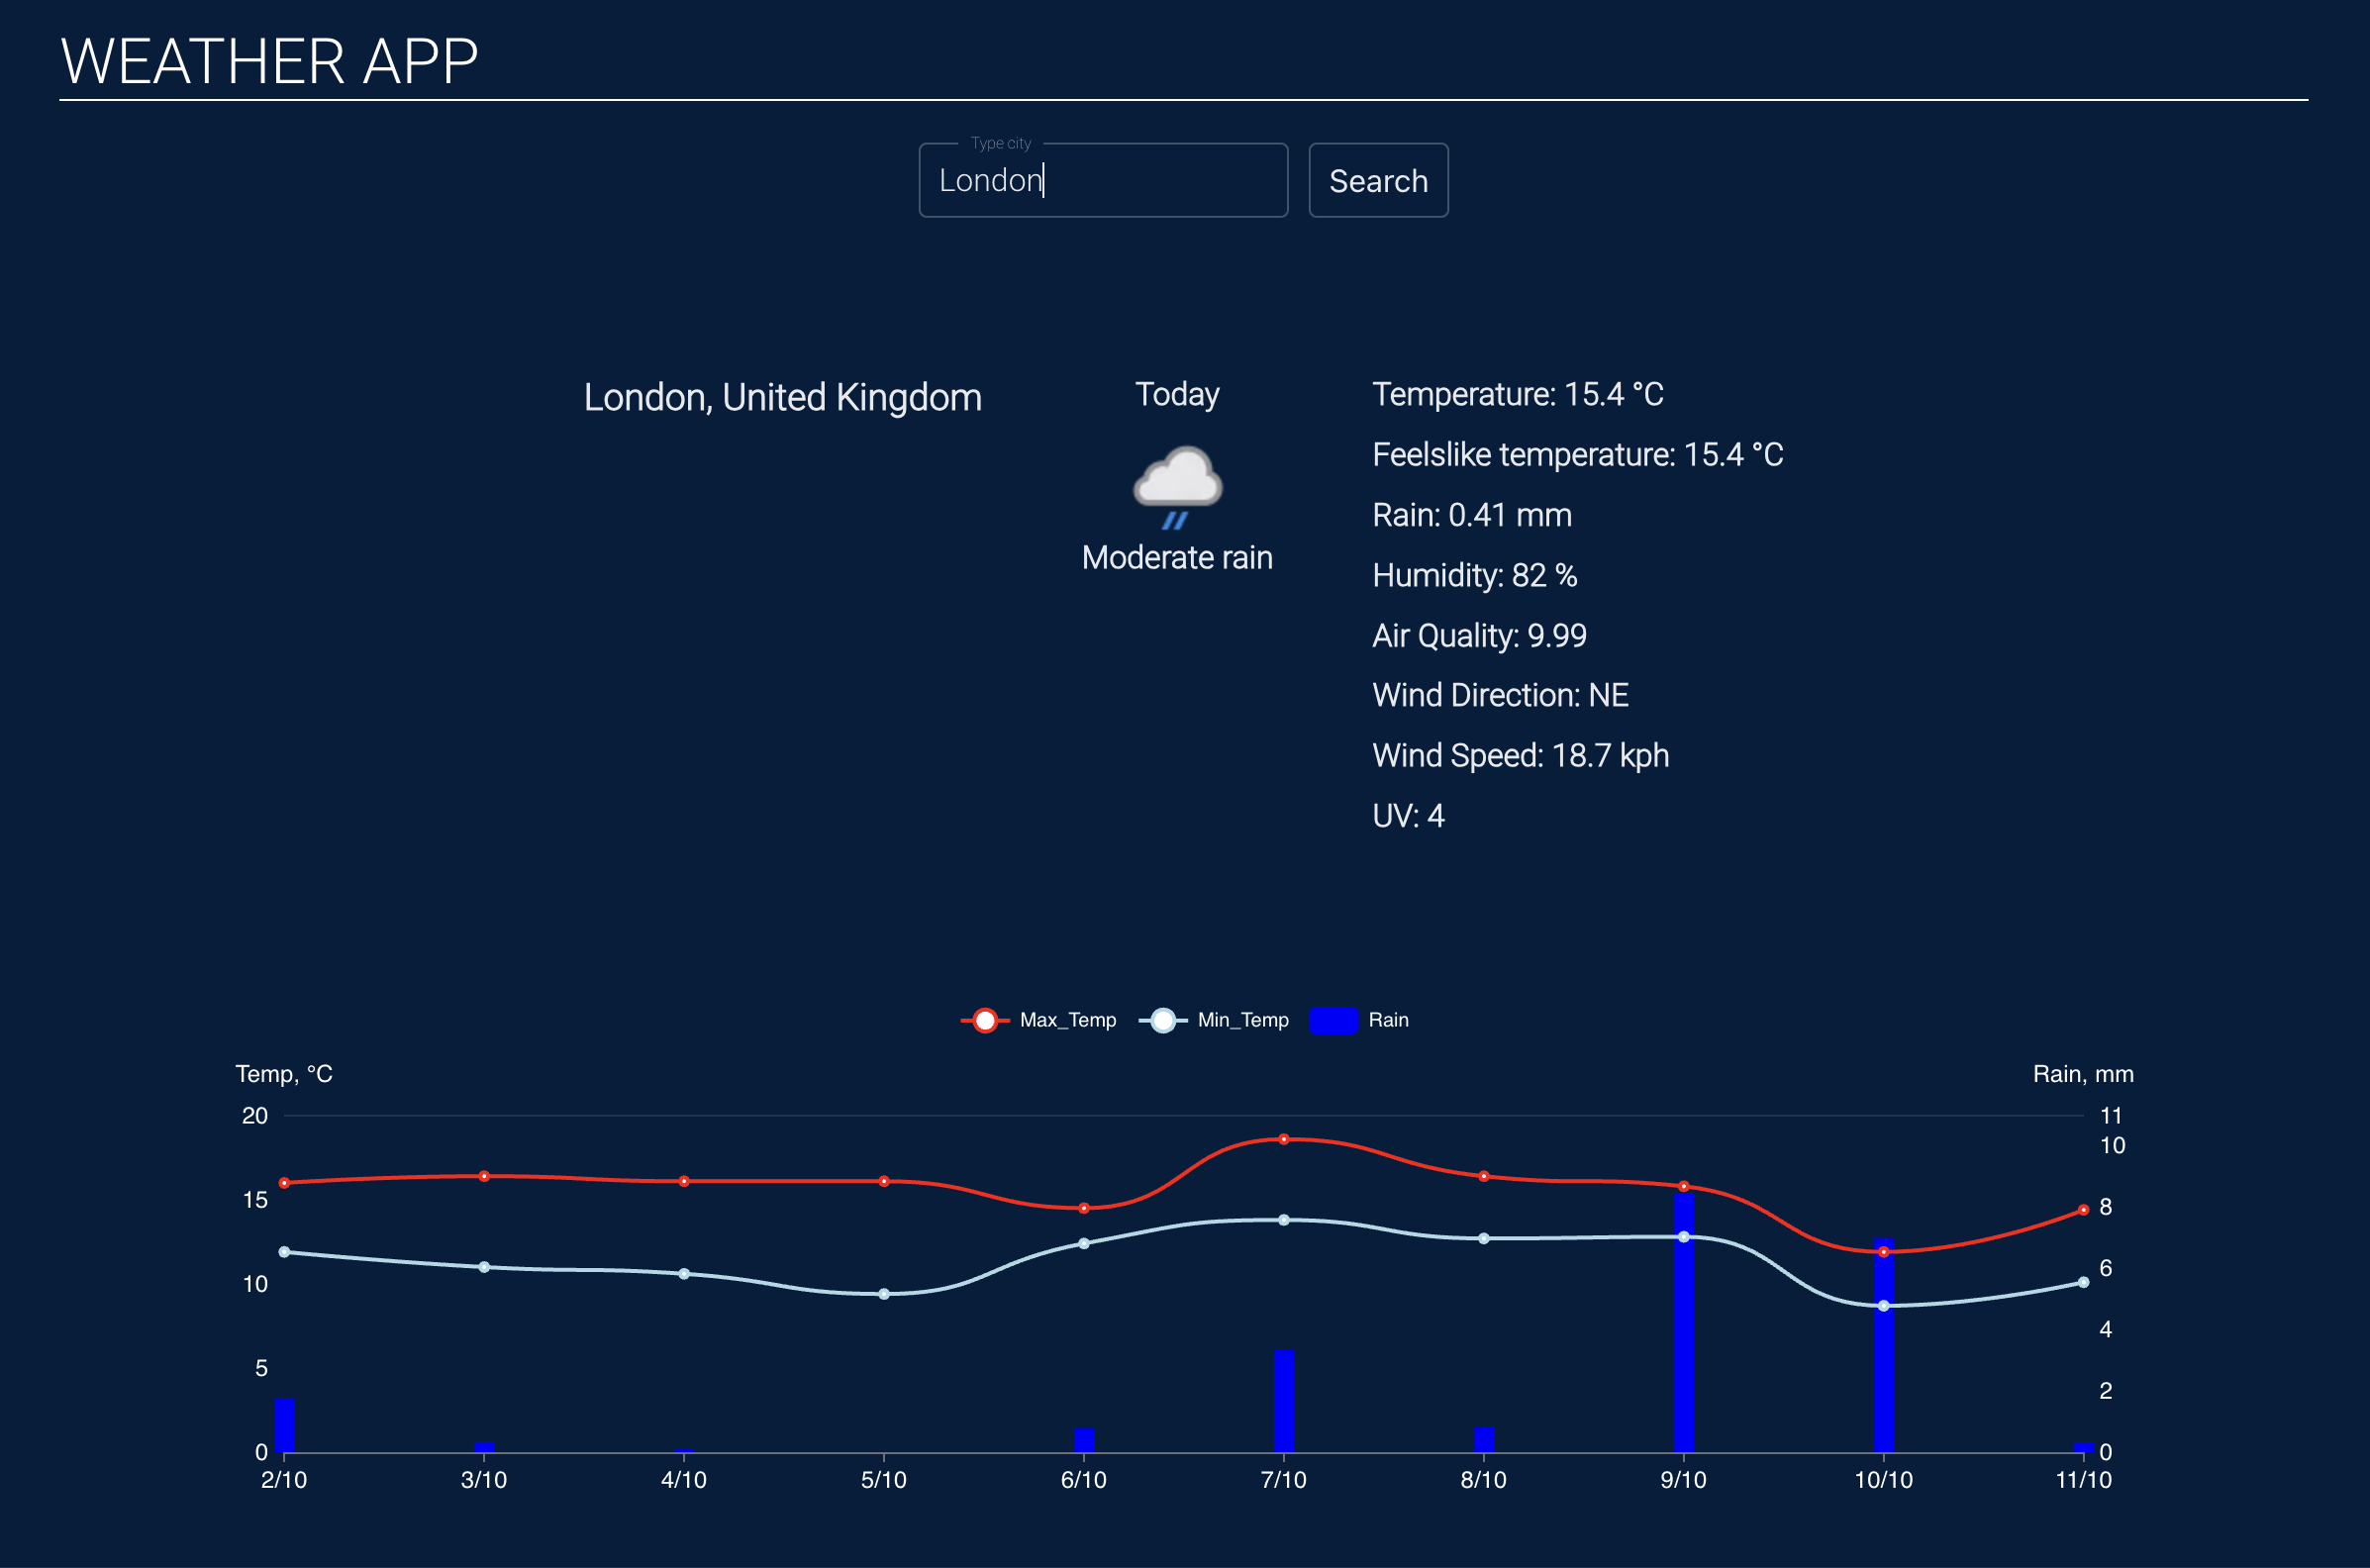 WEATHER APP
Type city
London
Search
London, United Kingdom
Today
Moderate rain
Temperature: 15.4 °C
Feelslike temperature: 15.4 °C
Rain: 0.41 mm
Humidity: 82 %
Air Quality: 9.99
Wind Direction: NE
Wind Speed: 18.7 kph
UV: 4
Max_Temp Min_Temp Rain
Temp, °C
Rain, mm
20
15
10
5
0
11
10
8
6
4
2
0
2/10 3/10 4/10 5/10 6/10 7/10 8/10 9/10 10/10 11/10